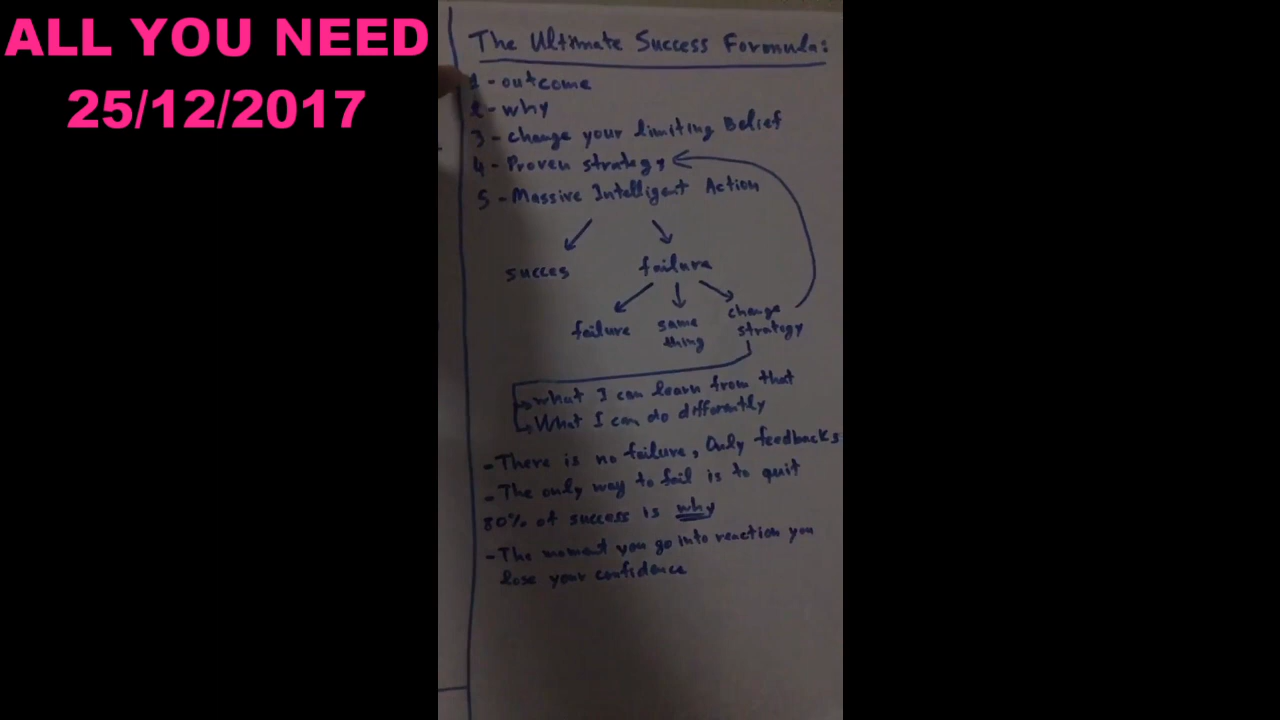 ALL YOU NEED
25/12/2017
The Ultimate Success Formula:
1 - outcome
2 - why
3 - change your limiting Belief
4 - Proven strategy
5 - Massive Intelligent Action
succes failure
failure same thing change strategy
What I can learn from that
What I can do differently
- There is no failure, Only feedbacks
- The only way to fail is to quit
80% of success is why
- The moment you go into reaction you
lose your confidence